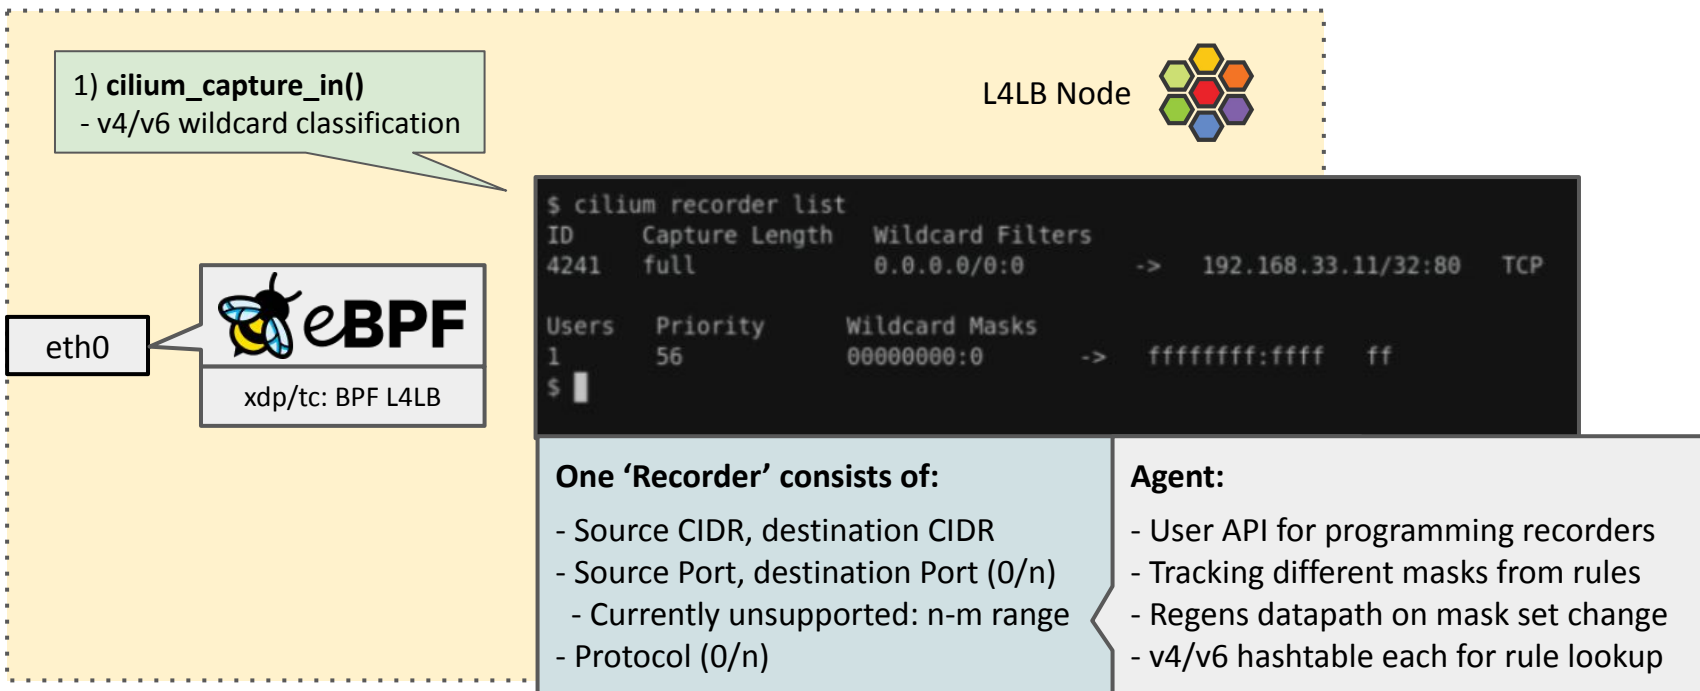 1) cilium_capture_in()
- v4/v6 wildcard classification
L4LB Node
$ cilium recorder list
ID Capture Length Wildcard Filters
4241 full 0.0.0.0/0:0 -> 192.168.33.11/32:80 TCP
Users Priority Wildcard Masks
1 56 00000000:0 -> ffffffff:ffff ff
$
eth0
eBPF
xdp/tc: BPF L4LB
One ‘Recorder’ consists of:
- Source CIDR, destination CIDR
- Source Port, destination Port (0/n)
- Currently unsupported: n-m range
- Protocol (0/n)
Agent:
- User API for programming recorders
- Tracking different masks from rules
- Regens datapath on mask set change
- v4/v6 hashtable each for rule lookup